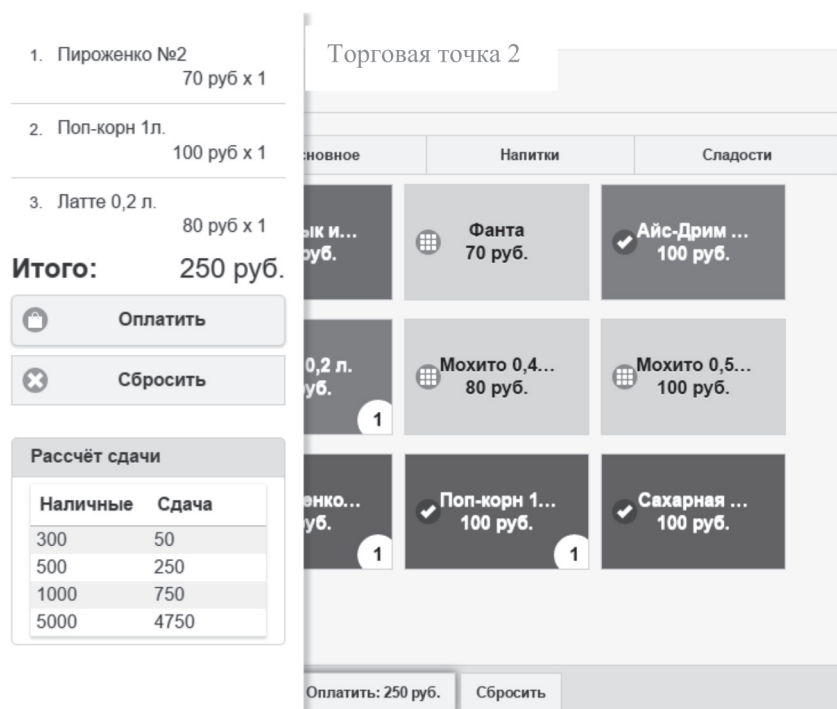 1. Пироженко №2
70 руб x 1
2. Поп-корн 1л.
100 руб x 1
3. Латте 0,2 л.
80 руб x 1
Итого: 250 руб.
Оплатить
Сбросить
Рассчёт сдачи
Наличные Сдача
300 50
500 250
1000 750
5000 4750
Торговая точка 2
Напитки Сладости
Фанта
70 руб.
Айс-Дрим ...
100 руб.
0,2 л.
1
Мохито 0,4...
80 руб.
Мохито 0,5...
100 руб.
1
Поп-корн 1...
100 руб.
1
Сахарная ...
100 руб.
Оплатить: 250 руб. Сбросить